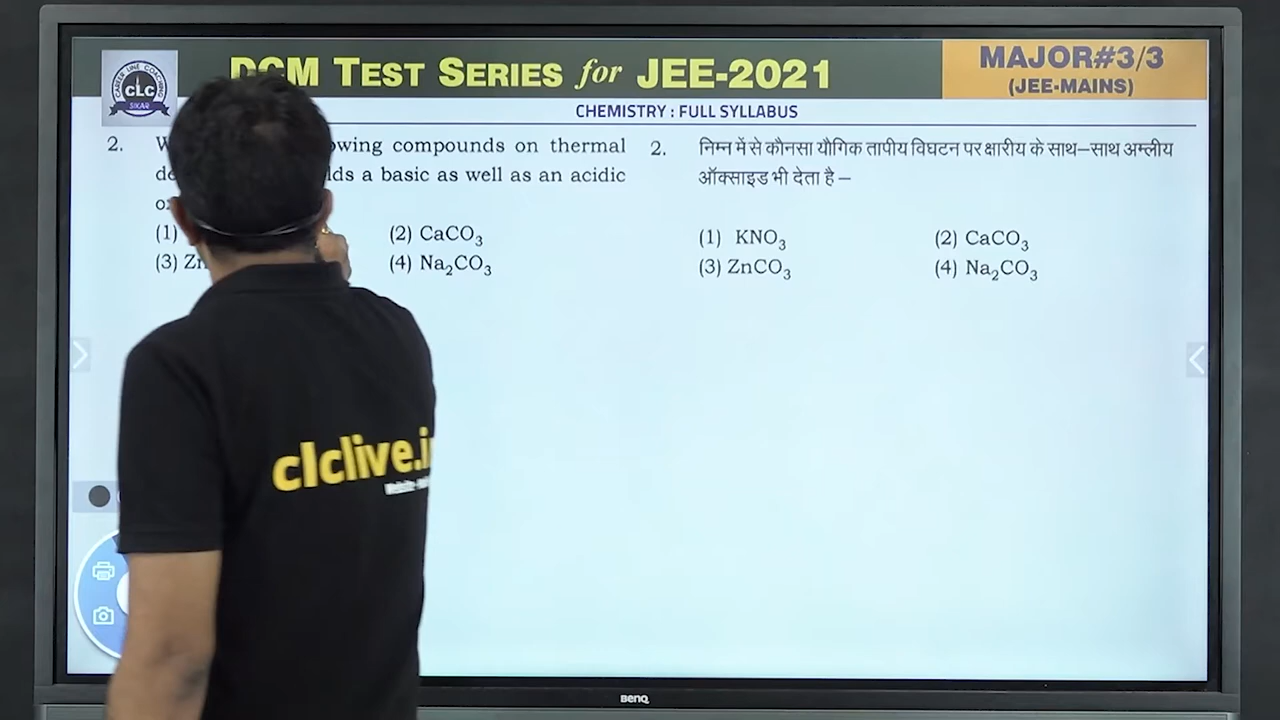 DCM TEST SERIES for JEE-2021
MAJOR#3/3
(JEE-MAINS)
CAREER LINE COACHING
CLC
SIKAR
CHEMISTRY : FULL SYLLABUS
2. owing compounds on thermal
lds a basic as well as an acidic
(1) (2) CaCO₃
(3) Zn (4) Na₂CO₃
2. निम्न में से कौनसा यौगिक तापीय विघटन पर क्षारीय के साथ–साथ अम्लीय
ऑक्साइड भी देता है –
(1) KNO₃ (2) CaCO₃
(3) ZnCO₃ (4) Na₂CO₃
clclive.i
BenQ